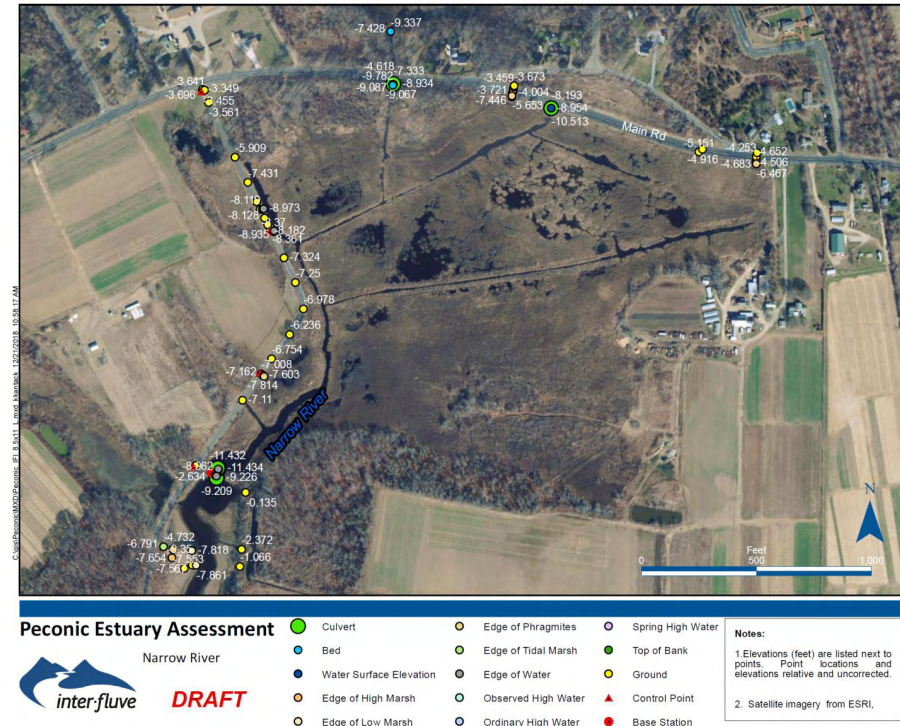 -9.337
-7.428
-4.618
-7.333
-9.782
-8.934
-9.087
-9.067
-3.641
-3.349
-3.696
-3.561
-3.459
-3.673
-3.721
-4.004
-7.446
-5.653
-8.193
-8.954
-10.513
Main Rd
-5.151
-4.916
-4.253
-4.652
-4.683
-4.506
-6.467
-5.909
-7.431
-8.973
-8.128
-8.182
-8.935
-8.361
-7.324
-7.25
-6.978
-6.236
-6.754
-7.008
-7.162
-7.603
-7.814
-7.11
Narrow River
-11.432
-8.962
-11.434
-2.634
-9.226
-9.209
-0.135
-4.732
-6.791
-7.818
-7.654
-7.553
-7.861
-2.372
-1.066
N
Feet
0 500 1,000
Peconic Estuary Assessment
Narrow River
DRAFT
inter-fluve
Culvert
Bed
Water Surface Elevation
Edge of High Marsh
Edge of Low Marsh
Edge of Phragmites
Edge of Tidal Marsh
Edge of Water
Observed High Water
Ordinary High Water
Spring High Water
Top of Bank
Ground
Control Point
Base Station
Notes:
1.Elevations (feet) are listed next to
points. Point locations and
elevations relative and uncorrected.
2. Satellite imagery from ESRI,